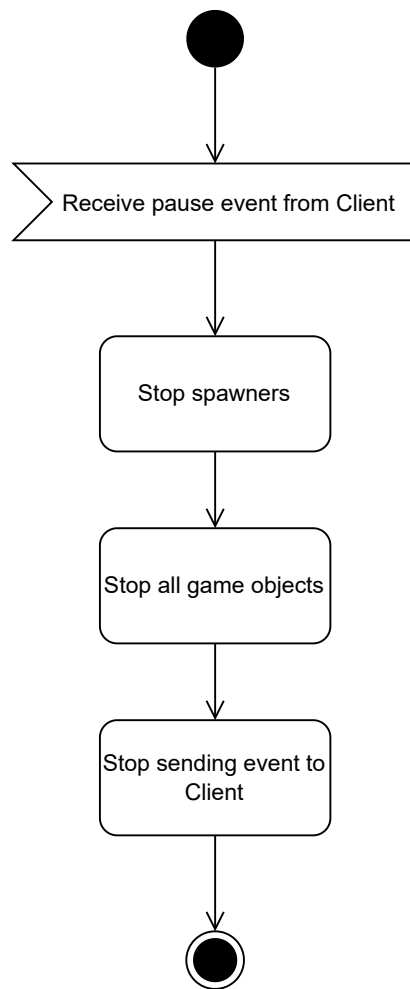 Receive pause event from Client
Stop spawners
Stop all game objects
Stop sending event to
Client